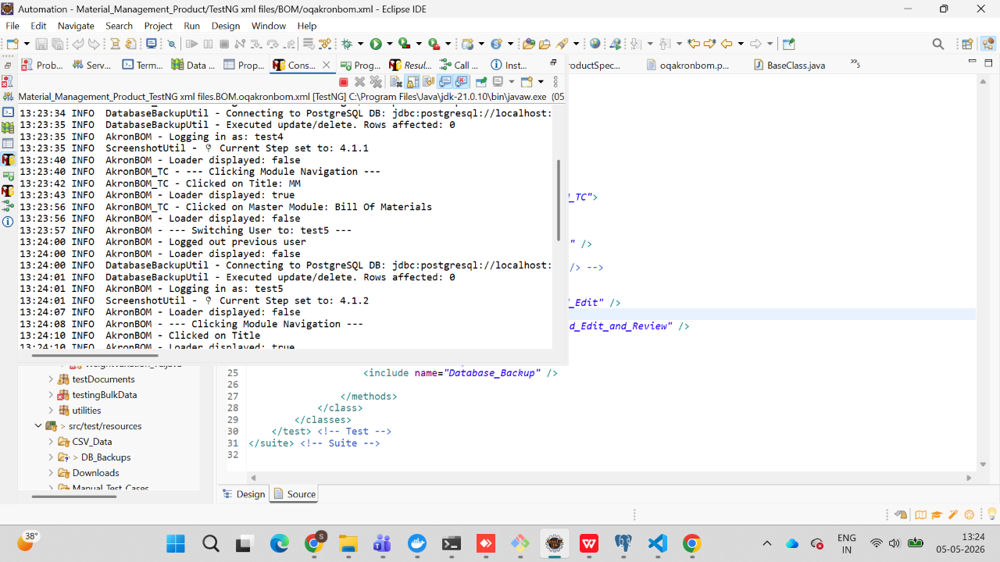 Automation - Material_Management_Product/TestNG xml files/BOM/oqakronbom.xml - Eclipse IDE
File Edit Navigate Search Project Run Design Window Help
Prob... Serv... Term... Data ... Prop... Cons... Prog... Resul... Call ... Inst...
roductSpec... oqakronbom.p... BaseClass.java »5
Material_Management_Product_TestNG xml files.BOM.oqakronbom.xml [TestNG] C:\Program Files\Java\jdk-21.0.10\bin\javaw.exe (05
13:23:34 INFO DatabaseBackupUtil - Connecting to PostgreSQL DB: jdbc:postgresql://localhost:
13:23:35 INFO DatabaseBackupUtil - Executed update/delete. Rows affected: 0
13:23:35 INFO AkronBOM - Logging in as: test4
13:23:35 INFO ScreenshotUtil - Current Step set to: 4.1.1
13:23:40 INFO AkronBOM - Loader displayed: false
13:23:40 INFO AkronBOM_TC - --- Clicking Module Navigation ---
13:23:42 INFO AkronBOM_TC - Clicked on Title: MM
13:23:43 INFO AkronBOM - Loader displayed: true
13:23:56 INFO AkronBOM_TC - Clicked on Master Module: Bill Of Materials
13:23:56 INFO AkronBOM - Loader displayed: false
13:23:57 INFO AkronBOM - --- Switching User to: test5 ---
13:24:00 INFO AkronBOM - Logged out previous user
13:24:00 INFO AkronBOM - Loader displayed: false
13:24:00 INFO DatabaseBackupUtil - Connecting to PostgreSQL DB: jdbc:postgresql://localhost:
13:24:01 INFO DatabaseBackupUtil - Executed update/delete. Rows affected: 0
13:24:01 INFO AkronBOM - Logging in as: test5
13:24:01 INFO ScreenshotUtil - Current Step set to: 4.1.2
13:24:07 INFO AkronBOM - Loader displayed: false
13:24:08 INFO AkronBOM - --- Clicking Module Navigation ---
13:24:10 INFO AkronBOM - Clicked on Title
13:24:10 INFO AkronBOM - Loader displayed: true
_TC">
" />
/> -->
_Edit" />
d_Edit_and_Review" />
WeightVariation_TC.java
testDocuments
testingBulkData
utilities
> src/test/resources
CSV_Data
> DB_Backups
Downloads
Manual_Test_Cases
25 <include name="Database_Backup" />
26
27 </methods>
28 </class>
29 </classes>
30 </test> <!-- Test -->
31 </suite> <!-- Suite -->
32
Design Source
38°
ENG
IN
13:24
05-05-2026